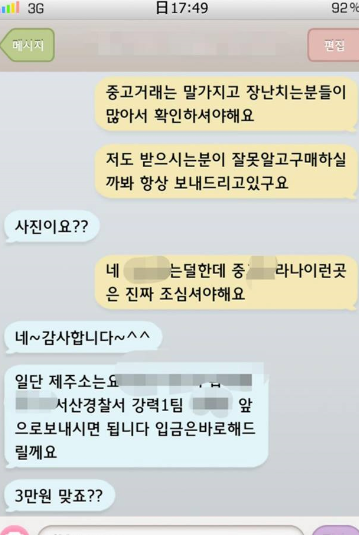 3G 日17:49 92%
메시지 편집
중고거래는 말가지고 장난치는분들이
많아서 확인하셔야해요
저도 받으시는분이 잘못알고구매하실
까봐 항상 보내드리고있구요
사진이요??
네 는덜한데 중 라나이런곳
은 진짜 조심셔야해요
네~감사합니다~^^
일단 제주소는요
서산경찰서 강력1팀 앞
으로보내시면 됩니다 입금은바로해드
릴께요
3만원 맞죠??